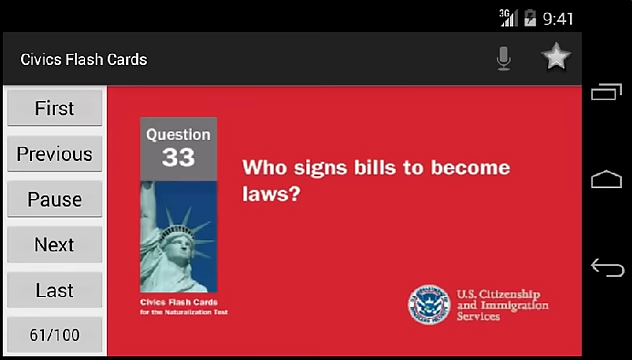 3G 9:41
Civics Flash Cards
First
Previous
Pause
Next
Last
61/100
Question
33
Who signs bills to become
laws?
Civics Flash Cards
for the Naturalization Test
U.S. Citizenship
and Immigration
Services